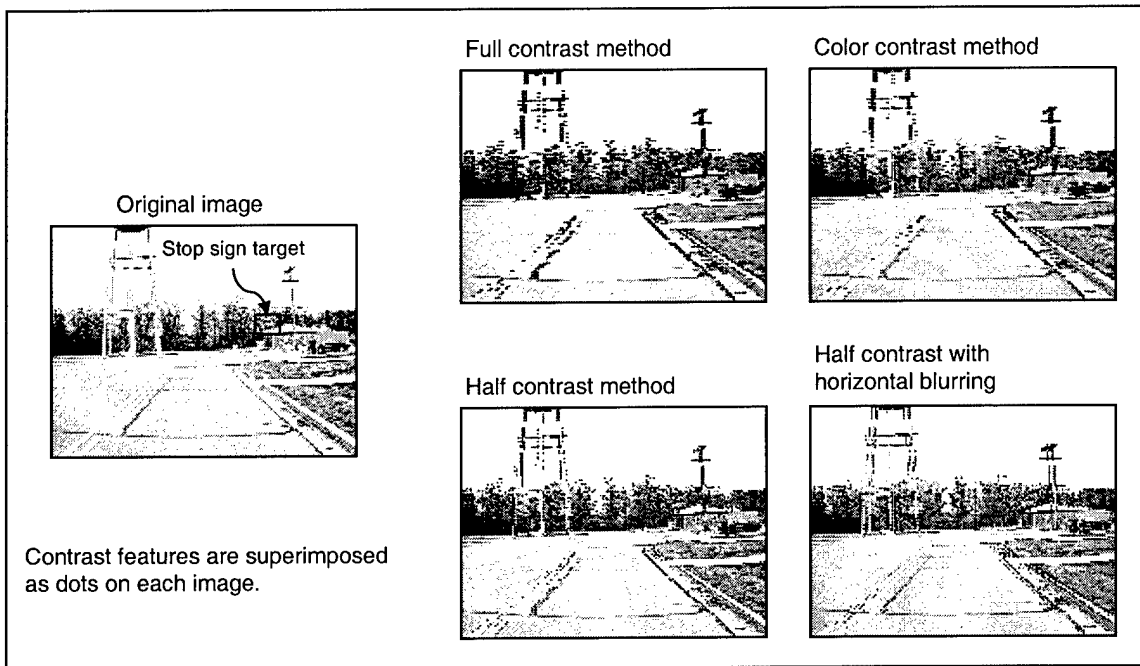 Full contrast method
Color contrast method
Original image
Stop sign target
Half contrast method
Half contrast with
horizontal blurring
Contrast features are superimposed
as dots on each image.